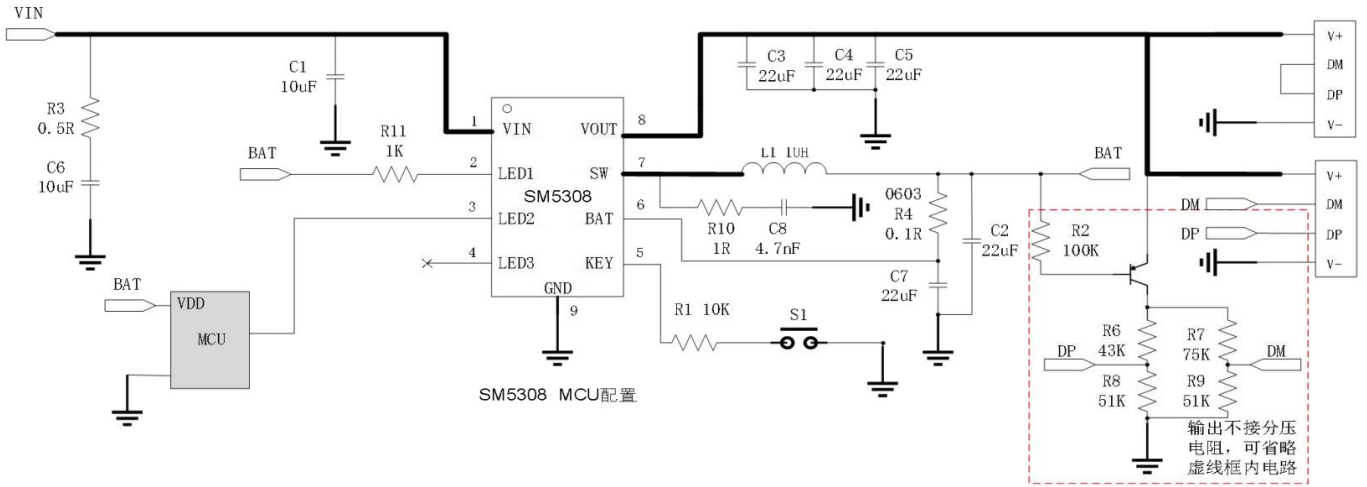 VIN
R3
0.5R
C6
10uF
C1
10uF
R11
1K
BAT
1
2
3
4
VIN
LED1
LED2
LED3
SM5308
VOUT
SW
BAT
KEY
GND
8
7
6
5
9
BAT
VDD
MCU
SM5308 MCU配置
C3
22uF
C4
22uF
C5
22uF
L1 1UH
BAT
R10
1R
C8
4.7nF
0603
R4
0.1R
C2
22uF
C7
22uF
R1 10K
S1
R2
100K
R6
43K
R7
75K
DP
DM
R8
51K
R9
51K
输出不接分压
电阻，可省略
虚线框内电路
V+
DM
DP
V-
DM
DP
V+
DM
DP
V-